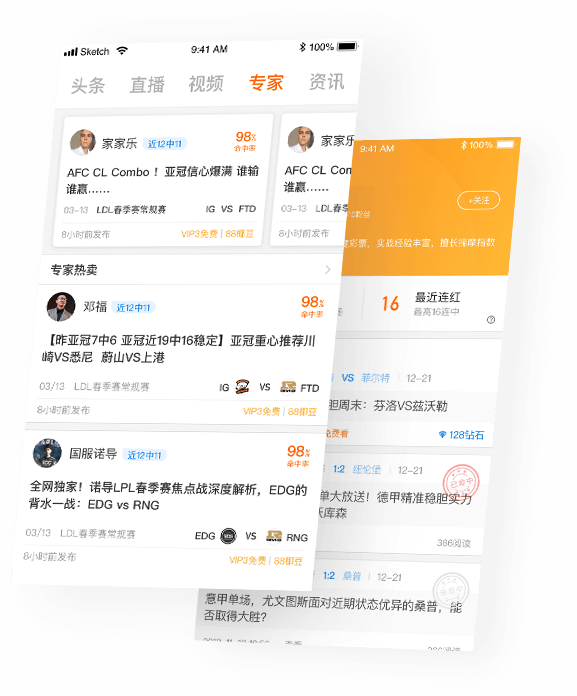 Sketch
9:41 AM
100%
头条
直播
视频
专家
资讯
家家乐
近12中11
98%
命中率
AFC CL Combo！亚冠信心爆满 谁输
谁赢......
03-13 LDL春季赛常规赛
IG VS FTD
8小时前发布
VIP3免费 | 88御豆
家家乐
AFC CL Com
谁赢......
03-13 LDL春
8小时前发布
专家热卖
邓福
近12中11
98%
命中率
【昨亚冠7中6 亚冠近19中16稳定】亚冠重心推荐川
崎VS悉尼 蔚山VS上港
03/13 LDL春季赛常规赛
IG VS FTD
8小时前发布
VIP3免费 | 88御豆
国服诺导
近12中11
98%
命中率
全网独家！诺导LPL春季赛焦点战深度解析，EDG的
背水一战：EDG vs RNG
03/13 LDL春季赛常规赛
EDG VS RNG
8小时前发布
VIP3免费 | 88御豆
9:41 AM
100%
+关注
粉丝
彩票，实战经验丰富，擅长揣摩指数
16
最近连红
最高16连中
场
VS 菲尔特 | 12-21
胆周末：芬洛VS兹沃勒
免费看
128钻石
1:2 纽伦堡 | 12-21
已命中
单大放送！德甲精准稳胆实力
沃库森
386阅读
1:2 桑普 | 12-21
未命中
意甲单场，尤文图斯面对近期状态优异的桑普，能
否取得大胜?